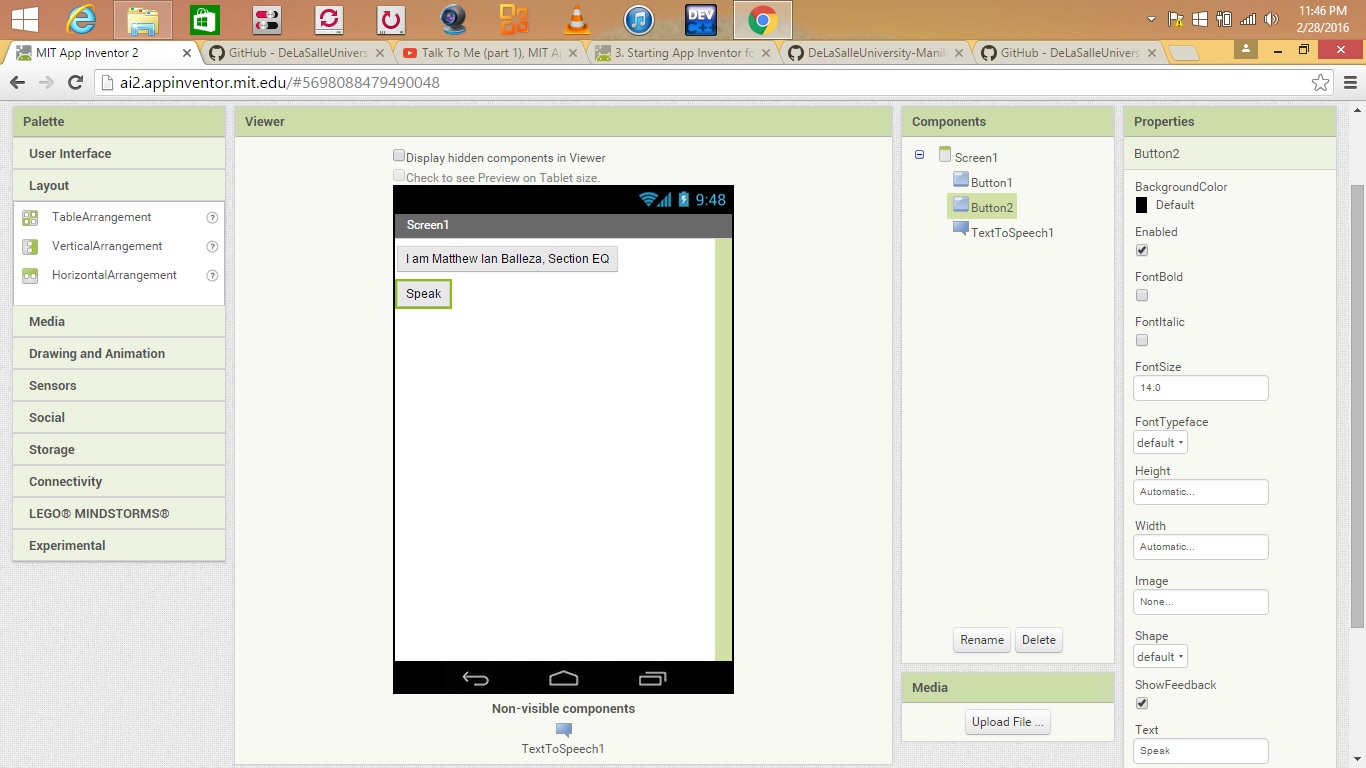 11:46 PM
2/28/2016
DEV
C++
MIT App Inventor 2
GitHub - DeLaSalleUnivers
Talk To Me (part 1), MIT Ap
3. Starting App Inventor fo
DeLaSalleUniversity-Manil
GitHub - DeLaSalleUnivers
ai2.appinventor.mit.edu/#5698088479490048
Palette
User Interface
Layout
TableArrangement ?
VerticalArrangement ?
HorizontalArrangement ?
Media
Drawing and Animation
Sensors
Social
Storage
Connectivity
LEGO® MINDSTORMS®
Experimental
Viewer
Display hidden components in Viewer
Check to see Preview on Tablet size.
9:48
Screen1
I am Matthew Ian Balleza, Section EQ
Speak
Non-visible components
TextToSpeech1
Components
Screen1
Button1
Button2
TextToSpeech1
Rename Delete
Media
Upload File ...
Properties
Button2
BackgroundColor
Default
Enabled
FontBold
FontItalic
FontSize
14.0
FontTypeface
default
Height
Automatic...
Width
Automatic...
Image
None...
Shape
default
ShowFeedback
Text
Speak